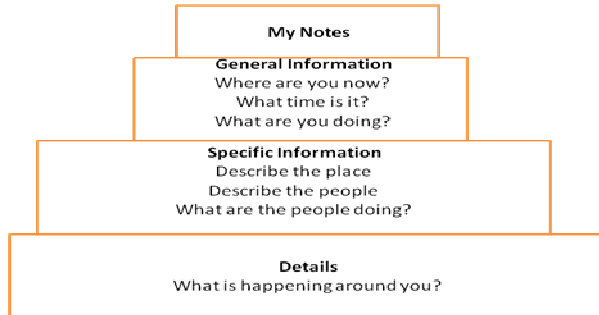 My Notes
General Information
Where are you now?
What time is it?
What are you doing?
Specific Information
Describe the place
Describe the people
What are the people doing?
Details
What is happening around you?